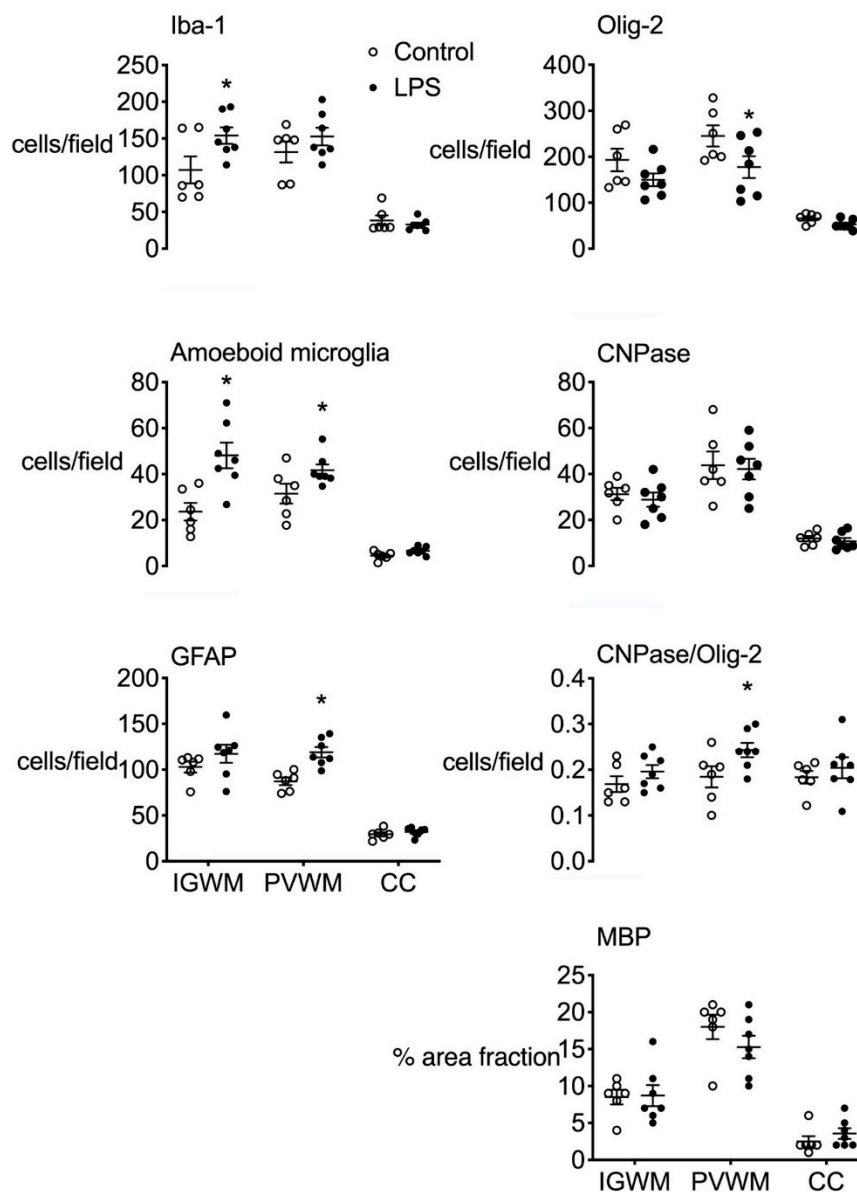 Iba-1
Control
LPS
250
200
cells/field
150
100
50
0
*
Olig-2
400
300
cells/field
200
100
0
*
Amoeboid microglia
80
60
cells/field
40
20
0
*
*
CNPase
80
60
cells/field
40
20
0
GFAP
200
150
cells/field
100
50
0
*
IGWM PVWM CC
CNPase/Olig-2
0.4
0.3
cells/field
0.2
0.1
0.0
*
MBP
25
20
% area fraction
15
10
5
0
IGWM PVWM CC